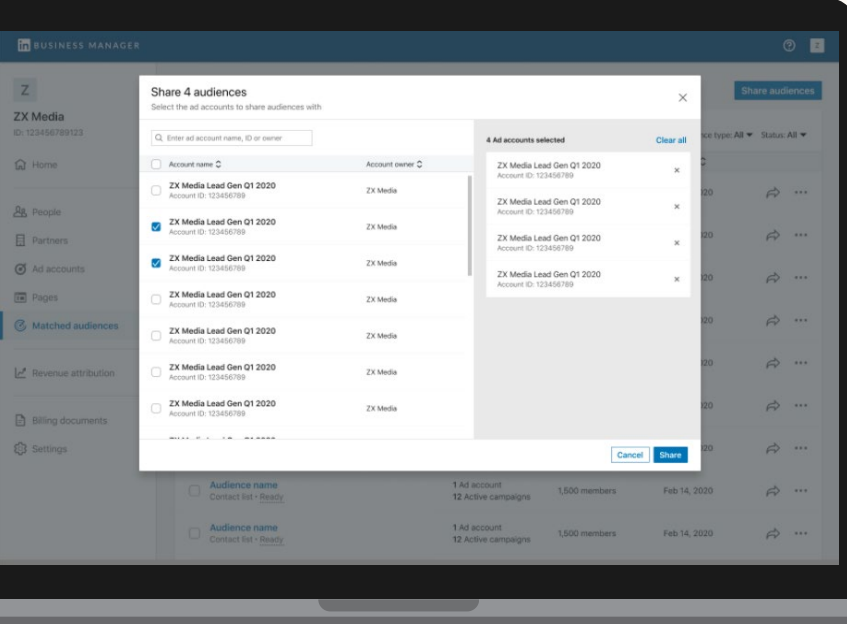 in BUSINESS MANAGER
Z
Z
ZX Media
ID: 123456789123
Home
People
Partners
Ad accounts
Pages
Matched audiences
Revenue attribution
Billing documents
Settings
Share audiences
type: All Status: All
Share 4 audiences
Select the ad accounts to share audiences with
Enter ad account name, ID or owner
Account name Account owner
ZX Media Lead Gen Q1 2020 ZX Media
Account ID: 123456789
ZX Media Lead Gen Q1 2020 ZX Media
Account ID: 123456789
ZX Media Lead Gen Q1 2020 ZX Media
Account ID: 123456789
ZX Media Lead Gen Q1 2020 ZX Media
Account ID: 123456789
ZX Media Lead Gen Q1 2020 ZX Media
Account ID: 123456789
ZX Media Lead Gen Q1 2020 ZX Media
Account ID: 123456789
ZX Media Lead Gen Q1 2020 ZX Media
Account ID: 123456789
4 Ad accounts selected Clear all
ZX Media Lead Gen Q1 2020
Account ID: 123456789
ZX Media Lead Gen Q1 2020
Account ID: 123456789
ZX Media Lead Gen Q1 2020
Account ID: 123456789
ZX Media Lead Gen Q1 2020
Account ID: 123456789
Cancel Share
Audience name 1 Ad account 1,500 members Feb 14, 2020
Contact list - Ready 12 Active campaigns
Audience name 1 Ad account 1,500 members Feb 14, 2020
Contact list - Ready 12 Active campaigns